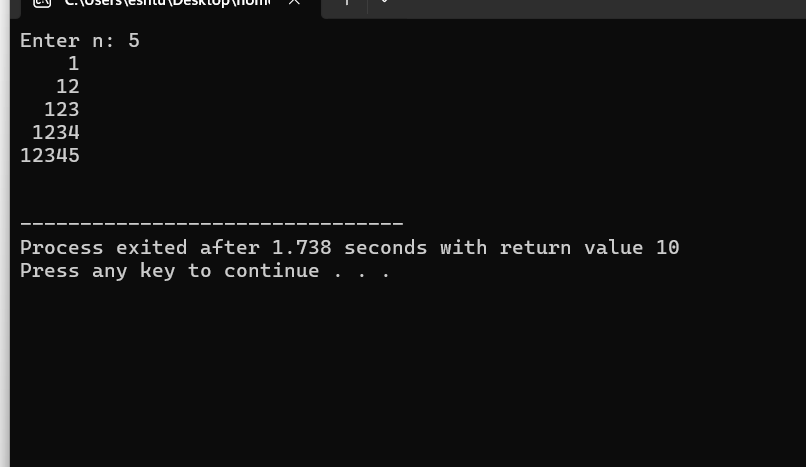 C:\Users\eshtu\Desktop\hom
Enter n: 5
    1
   12
  123
 1234
12345
--------------------------------
Process exited after 1.738 seconds with return value 10
Press any key to continue . . .